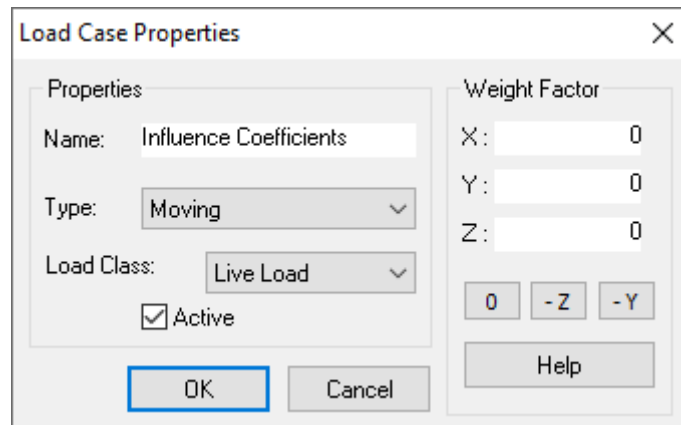 Load Case Properties
Properties
Name: Influence Coefficients
Type: Moving
Load Class: Live Load
Active
OK Cancel
Weight Factor
X: 0
Y: 0
Z: 0
0 -Z -Y
Help